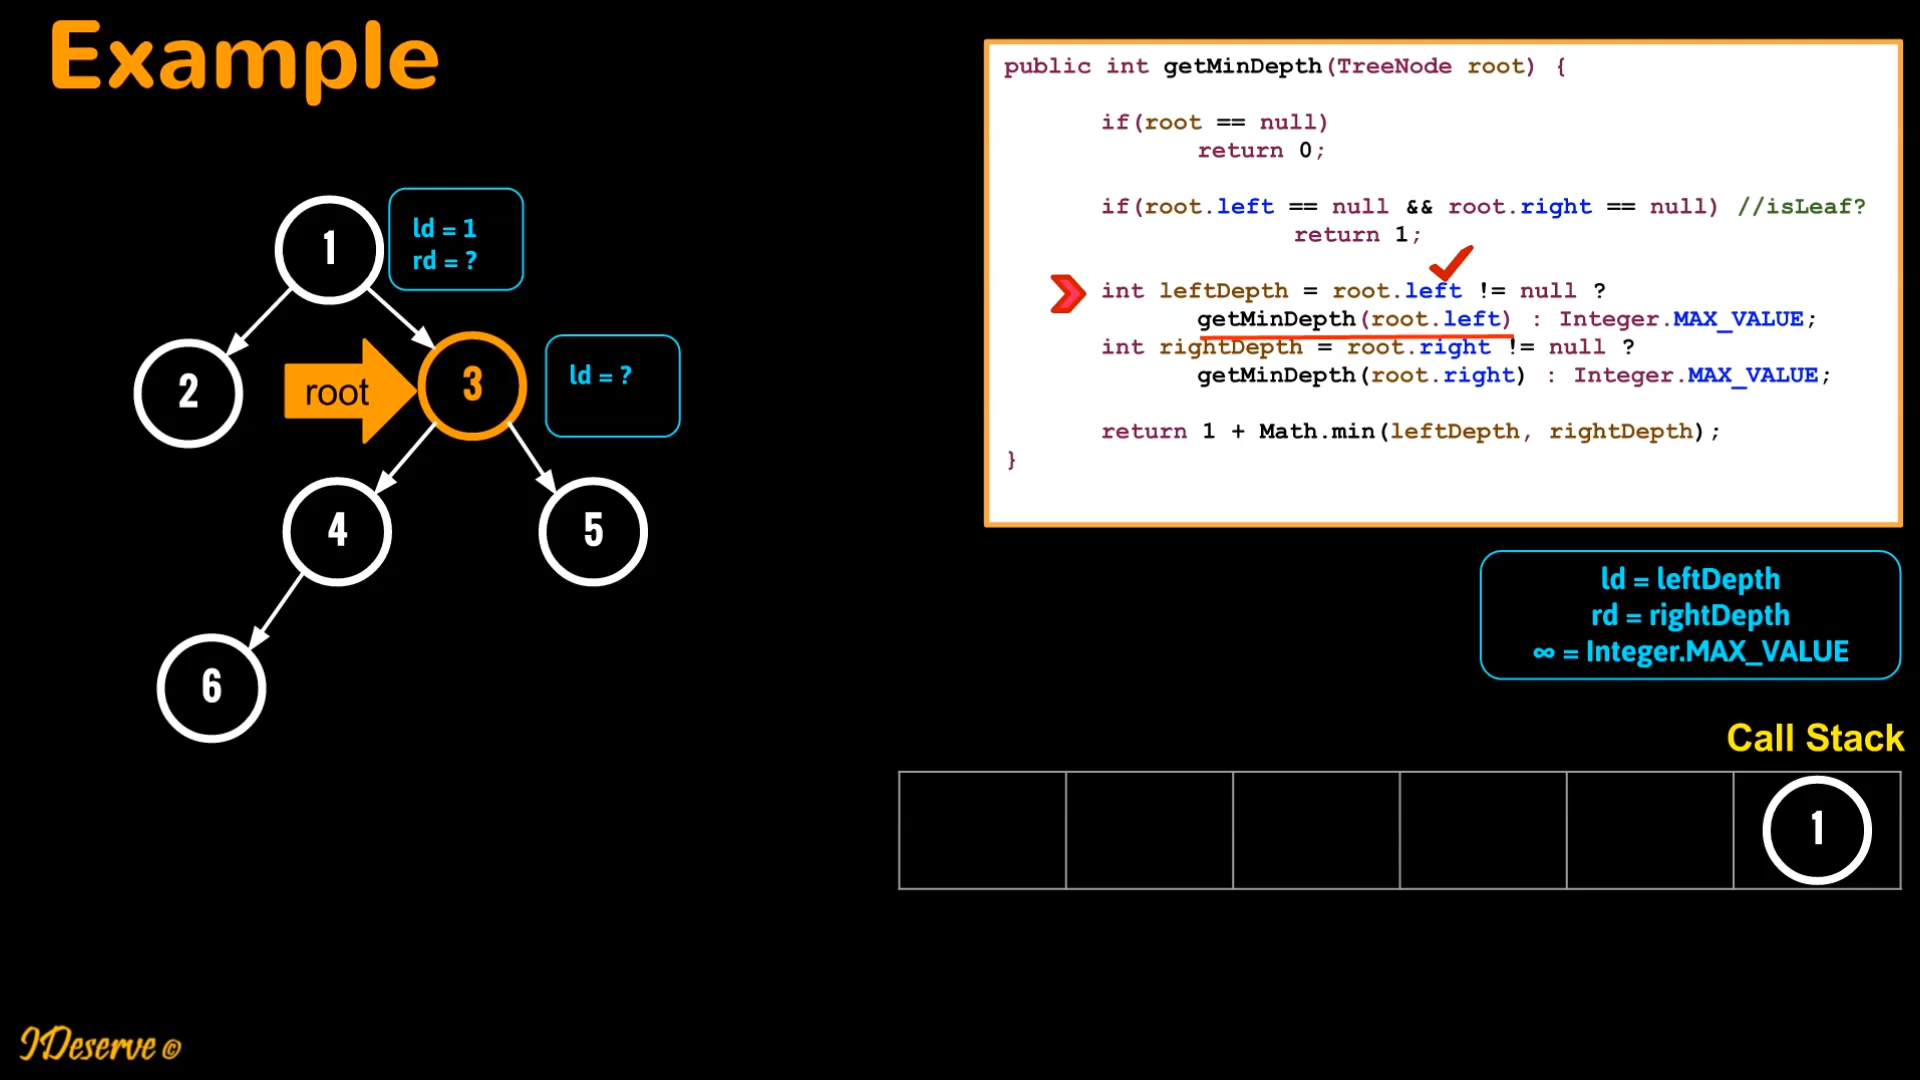 Example
public int getMinDepth(TreeNode root) {
if(root == null)
return 0;
if(root.left == null && root.right == null) //isLeaf?
return 1;
int leftDepth = root.left != null ?
getMinDepth(root.left) : Integer.MAX_VALUE;
int rightDepth = root.right != null ?
getMinDepth(root.right) : Integer.MAX_VALUE;
return 1 + Math.min(leftDepth, rightDepth);
}
1
ld = 1
rd = ?
2
root
3
ld = ?
4
5
6
ld = leftDepth
rd = rightDepth
∞ = Integer.MAX_VALUE
Call Stack
1
IDeserve ©